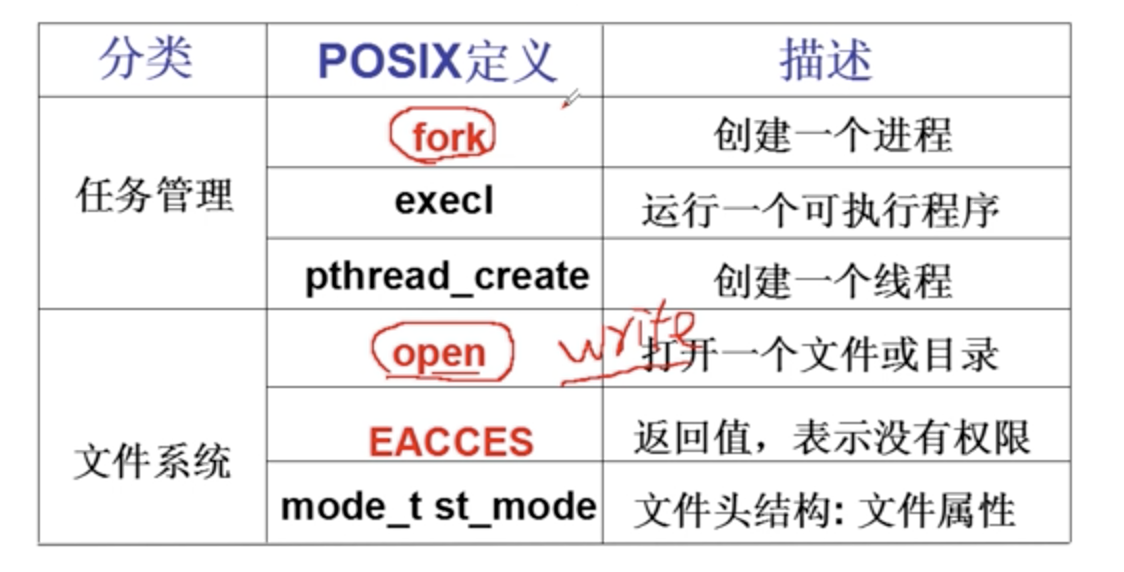 分类 POSIX定义 描述
fork 创建一个进程
任务管理 execl 运行一个可执行程序
pthread_create 创建一个线程
open write 打开一个文件或目录
EACCES 返回值，表示没有权限
文件系统
mode_t st_mode 文件头结构: 文件属性